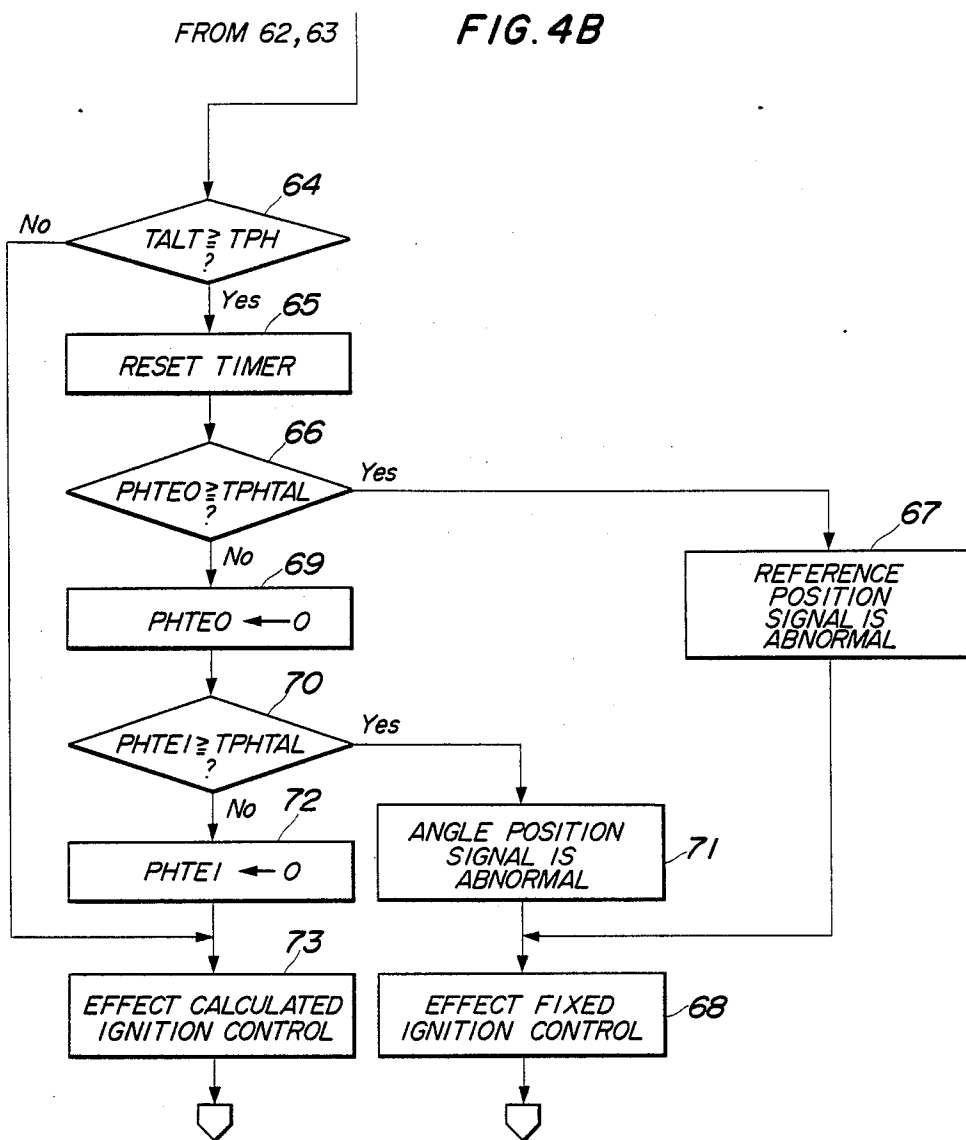 FROM 62, 63
FIG. 4B
64
No
TALT ≧ TPH
?
Yes
65
RESET TIMER
66
PHTE0 ≧ TPHTAL
?
Yes
67
No
REFERENCE
POSITION
SIGNAL IS
ABNORMAL
69
PHTE0 ← 0
70
PHTE1 ≧ TPHTAL
?
Yes
No
72
ANGLE POSITION
SIGNAL IS
ABNORMAL
71
PHTE1 ← 0
73
EFFECT CALCULATED
IGNITION CONTROL
EFFECT FIXED
IGNITION CONTROL
68